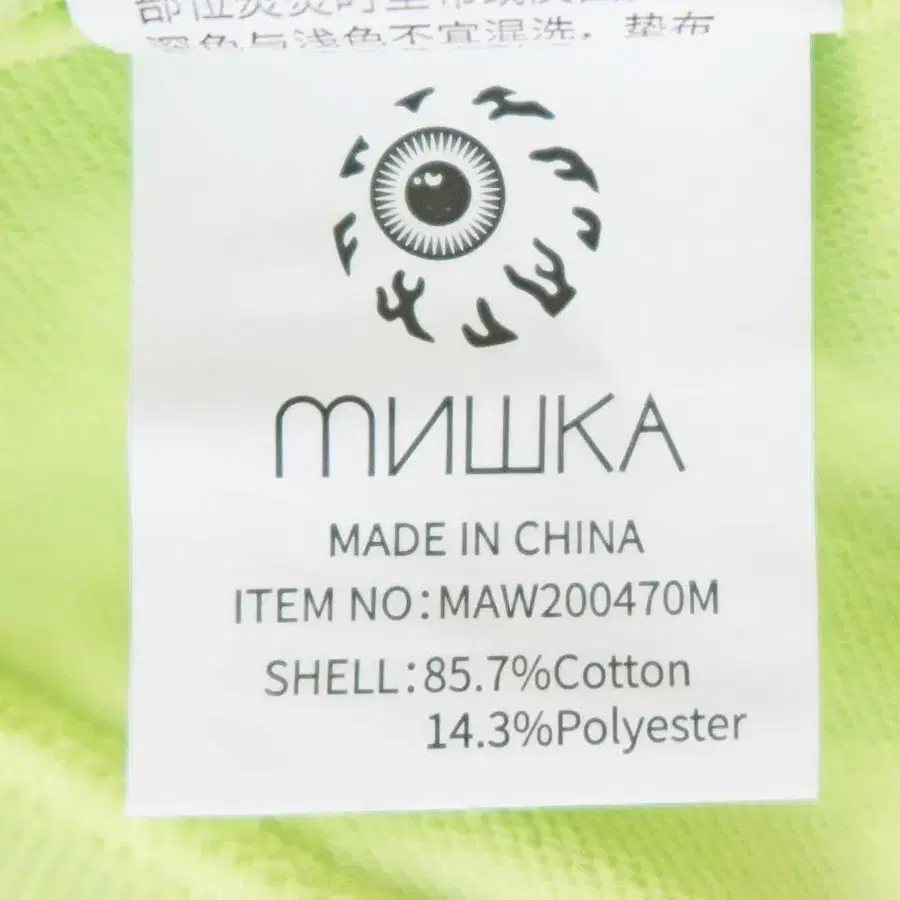 深色与浅色不宜混洗，垫布
MИШKA
MADE IN CHINA
ITEM NO：MAW200470M
SHELL：85.7%Cotton
14.3%Polyester